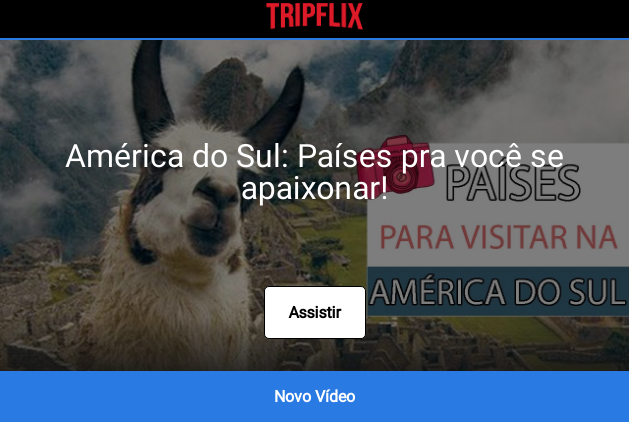 TRIPFLIX
América do Sul: Países pra você se
apaixonar!
PAÍSES
PARA VISITAR NA
AMÉRICA DO SUL
Assistir
Novo Vídeo